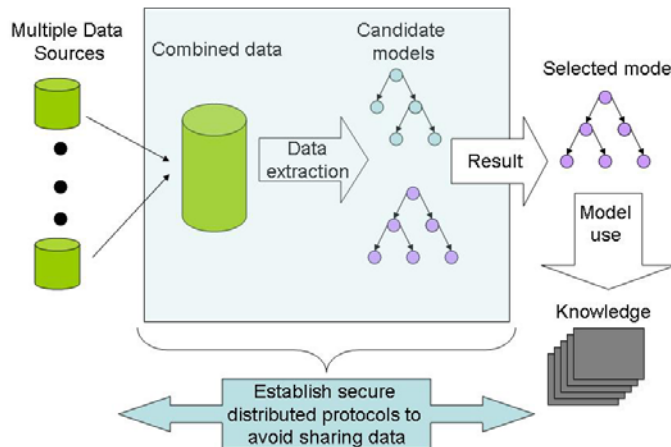 Multiple Data
Sources
Combined data
Candidate
models
Selected mode
Data
extraction
Result
Model
use
Knowledge
Establish secure
distributed protocols to
avoid sharing data